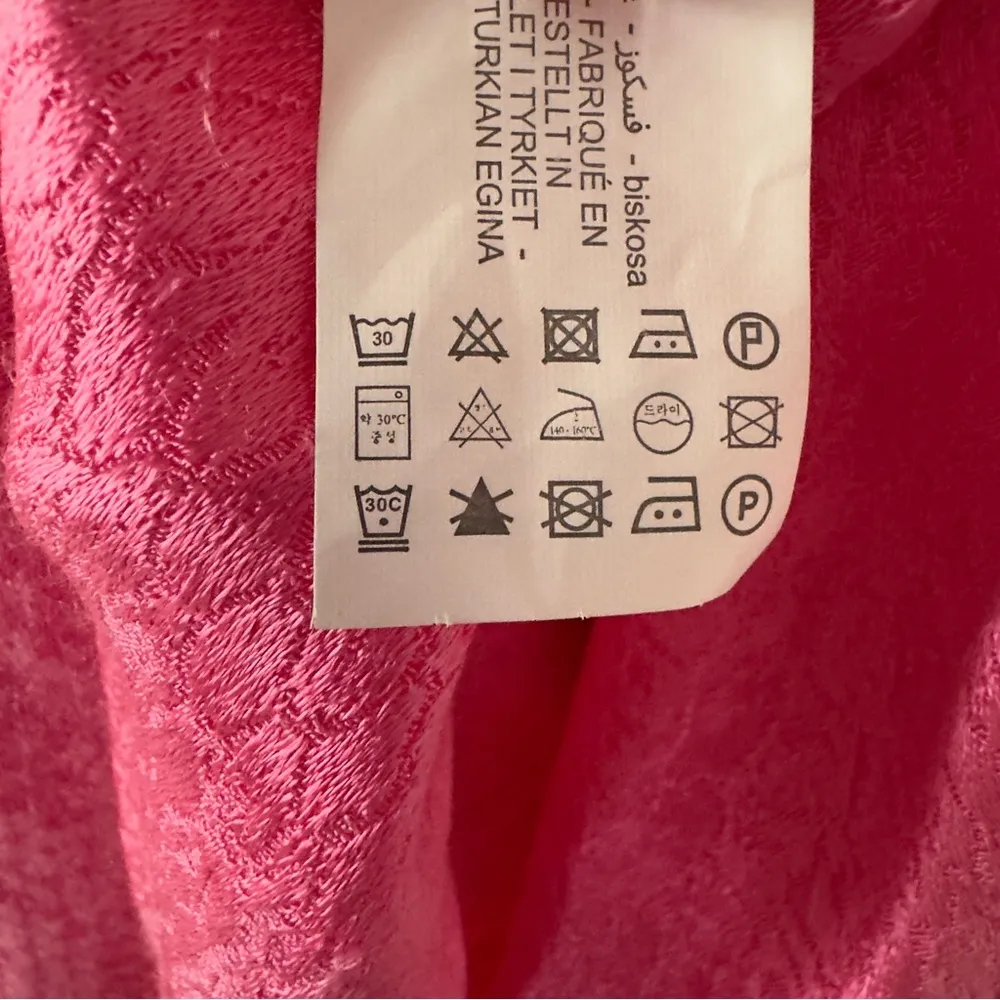 - فسكوز - biskosa
- FABRIQUÉ EN
ESTELLT IN
LET I TYRKIET -
TURKIAN EGINA
30 P
약 30°C
중성
140~160°C
드라이
30C P